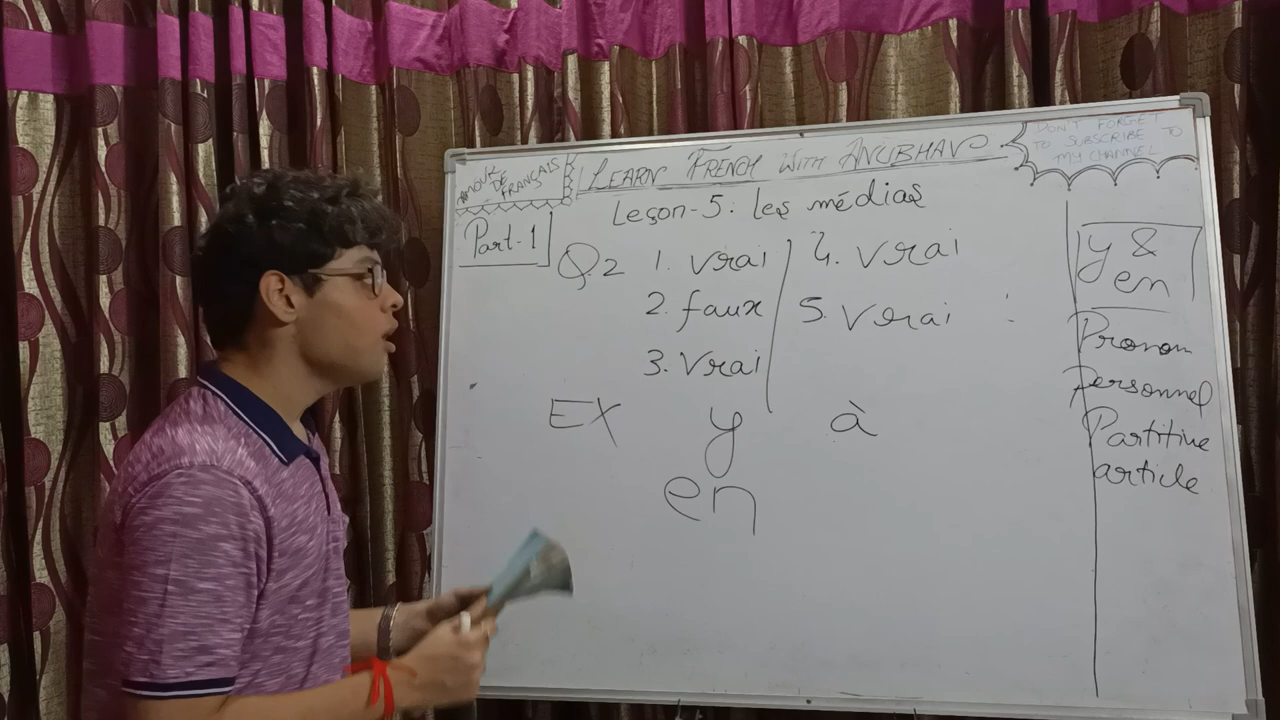 AMOUR
DE
FRANÇAIS
LEARN FRENCH WITH ANUBHAV
DON'T FORGET
TO SUBSCRIBE TO
MY CHANNEL
Part-1
Leçon-5: les médias
Q2 1. vrai 4. vrai
2. faux 5. vrai
3. vrai
EX y à
en
y &
en
Pronom
personnel
Partitive
article